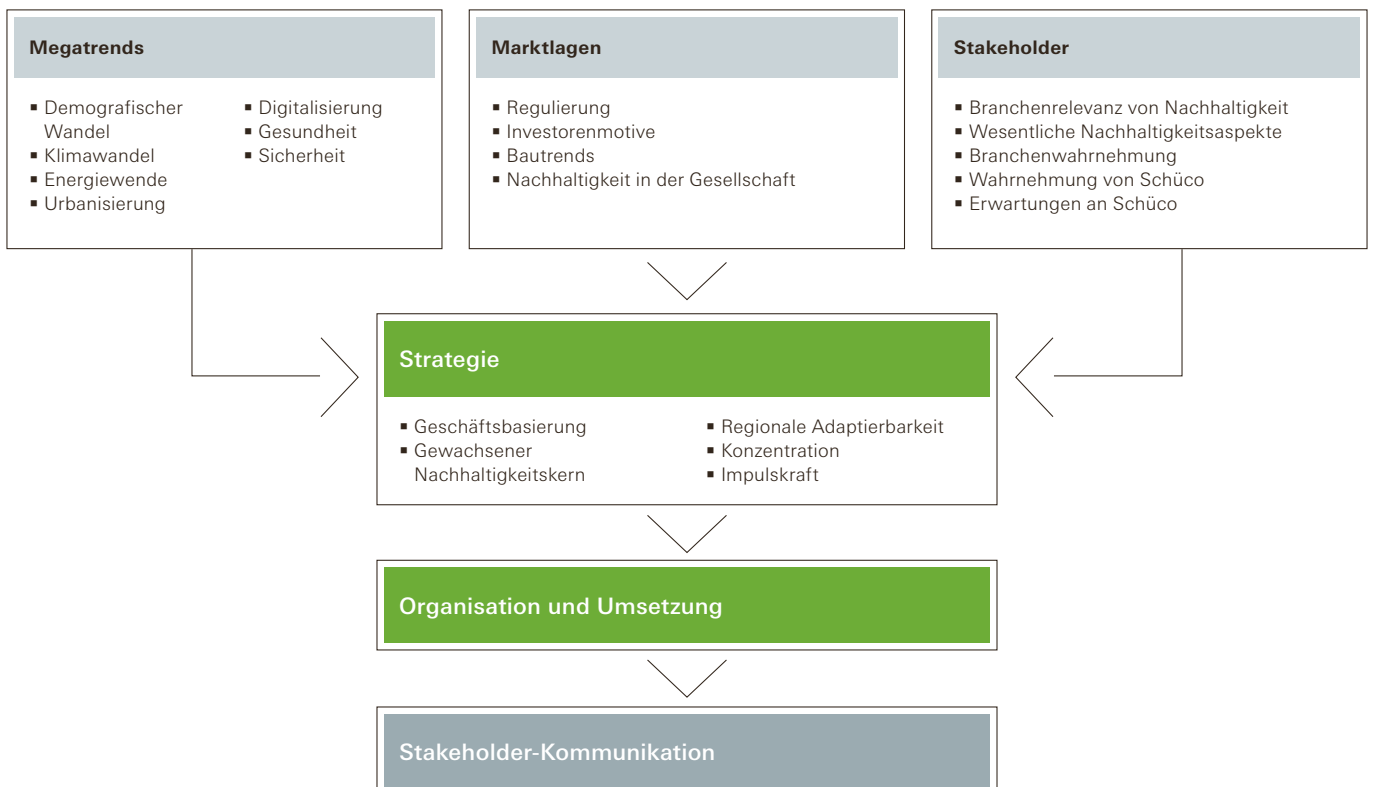 Megatrends
▪ Demografischer
Wandel
▪ Klimawandel
▪ Energiewende
▪ Urbanisierung
▪ Digitalisierung
▪ Gesundheit
▪ Sicherheit
Marktlagen
▪ Regulierung
▪ Investorenmotive
▪ Bautrends
▪ Nachhaltigkeit in der Gesellschaft
Stakeholder
▪ Branchenrelevanz von Nachhaltigkeit
▪ Wesentliche Nachhaltigkeitsaspekte
▪ Branchenwahrnehmung
▪ Wahrnehmung von Schüco
▪ Erwartungen an Schüco
Strategie
▪ Geschäftsbasierung
▪ Gewachsener
Nachhaltigkeitskern
▪ Regionale Adaptierbarkeit
▪ Konzentration
▪ Impulskraft
Organisation und Umsetzung
Stakeholder-Kommunikation